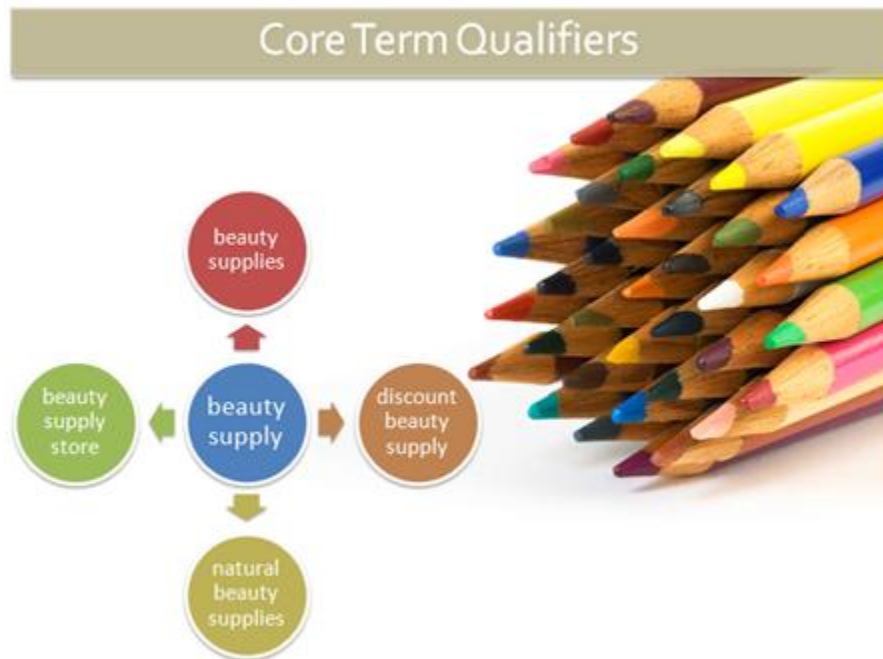 Core Term Qualifiers
beauty
supplies
beauty
supply
store
beauty
supply
discount
beauty
supply
natural
beauty
supplies